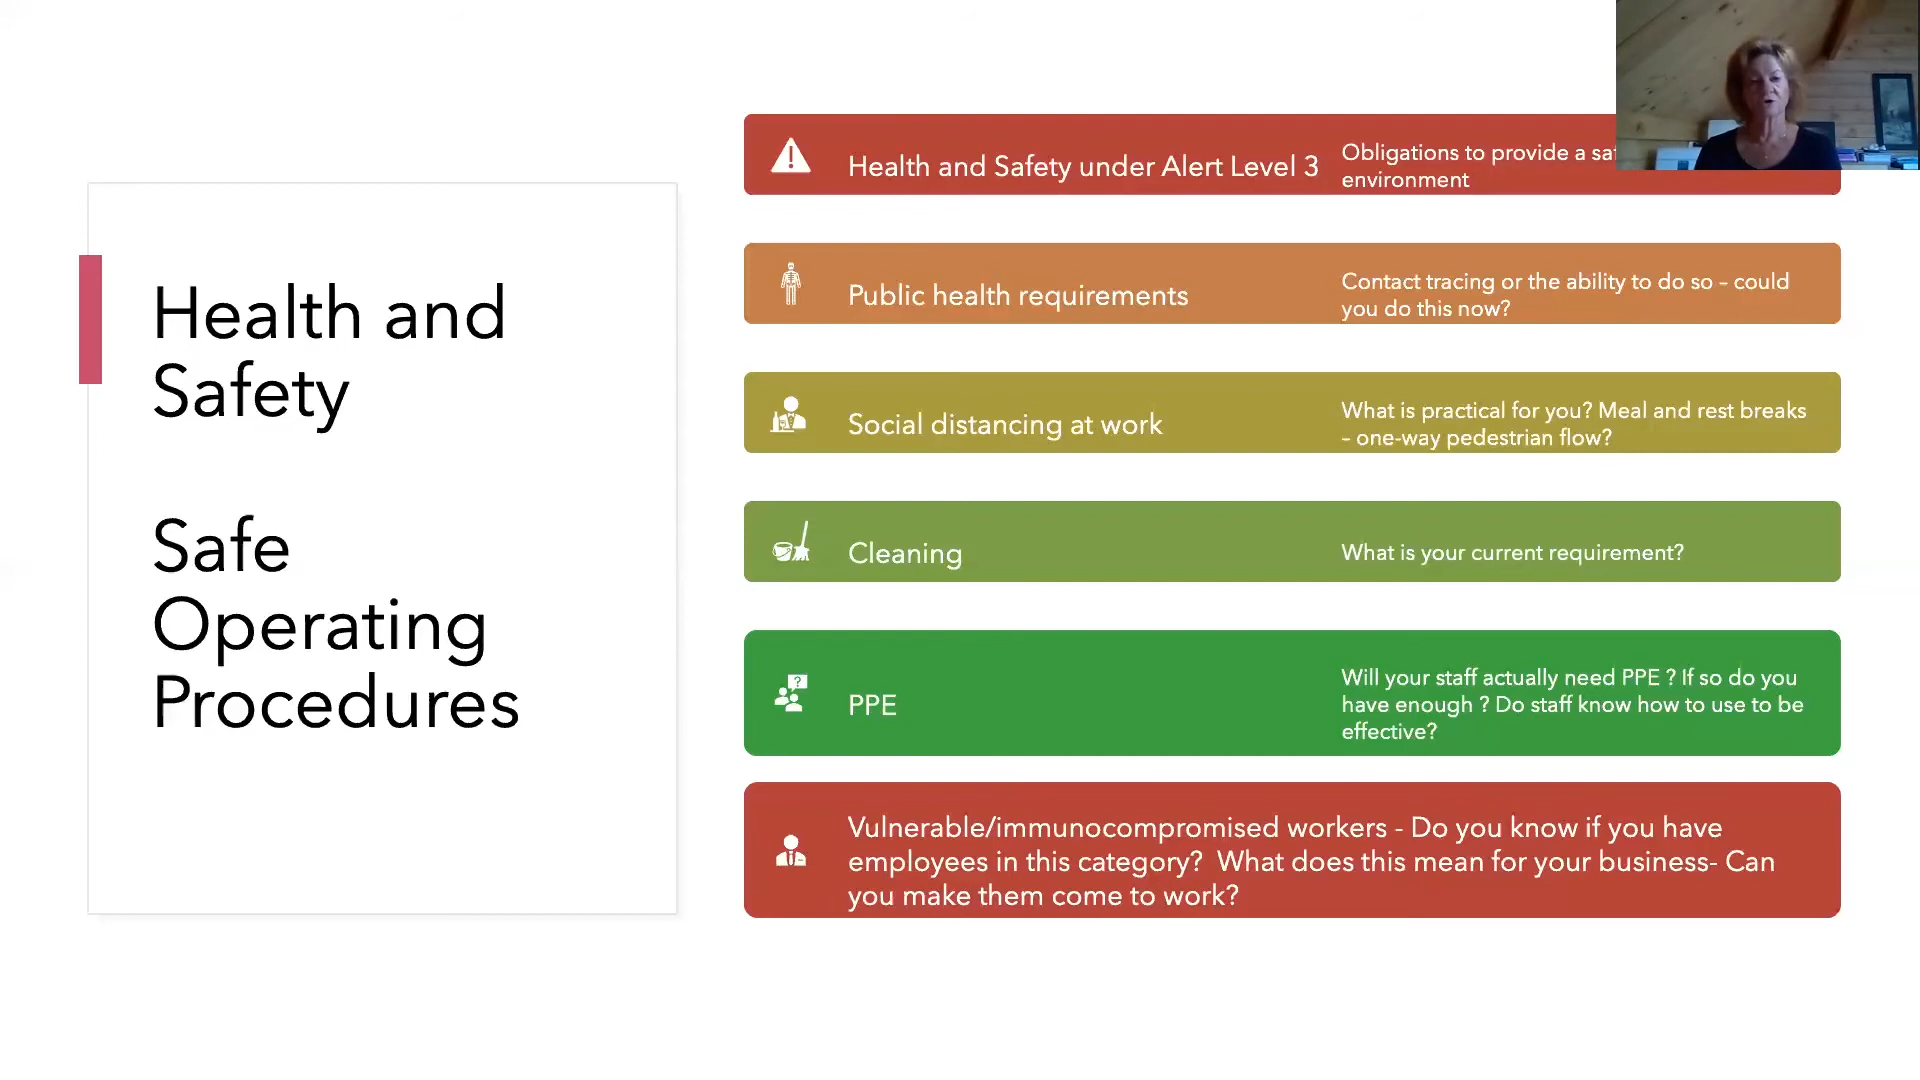 Health and
Safety
Safe
Operating
Procedures
Health and Safety under Alert Level 3
Obligations to provide a
environment
Public health requirements
Contact tracing or the ability to do so – could
you do this now?
Social distancing at work
What is practical for you? Meal and rest breaks
– one-way pedestrian flow?
Cleaning
What is your current requirement?
?
PPE
Will your staff actually need PPE ? If so do you
have enough ? Do staff know how to use to be
effective?
Vulnerable/immunocompromised workers - Do you know if you have
employees in this category?  What does this mean for your business- Can
you make them come to work?